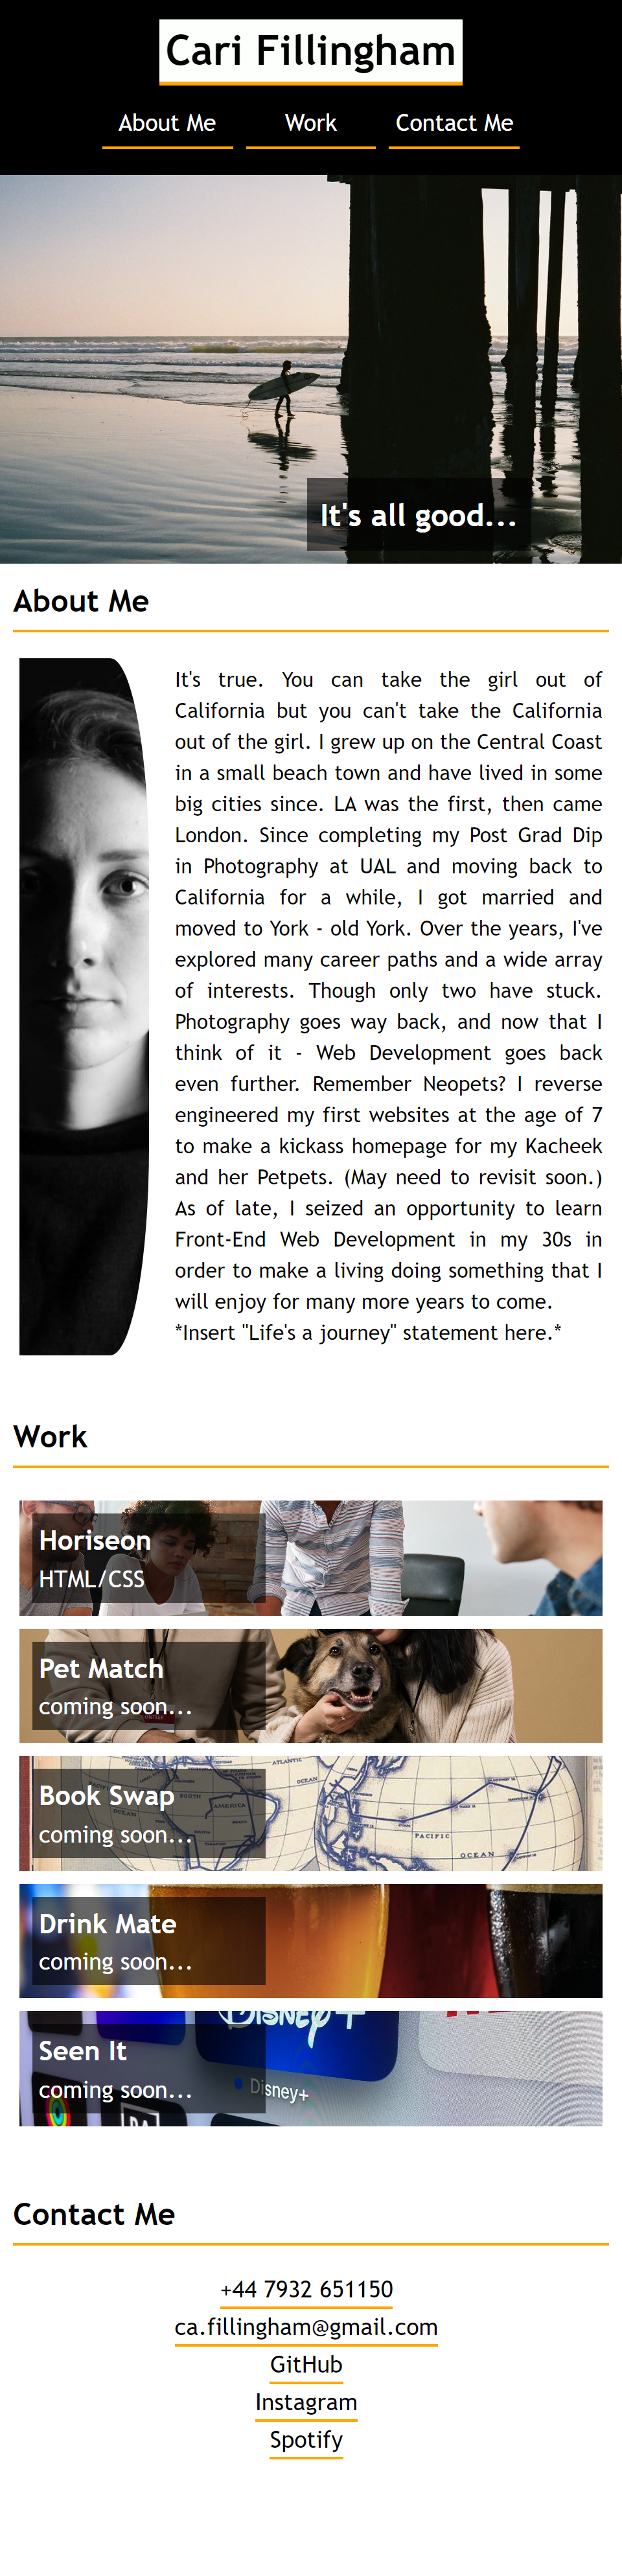 Cari Fillingham
About Me Work Contact Me
It's all good...
About Me
It's true. You can take the girl out of
California but you can't take the California
out of the girl. I grew up on the Central Coast
in a small beach town and have lived in some
big cities since. LA was the first, then came
London. Since completing my Post Grad Dip
in Photography at UAL and moving back to
California for a while, I got married and
moved to York - old York. Over the years, I've
explored many career paths and a wide array
of interests. Though only two have stuck.
Photography goes way back, and now that I
think of it - Web Development goes back
even further. Remember Neopets? I reverse
engineered my first websites at the age of 7
to make a kickass homepage for my Kacheek
and her Petpets. (May need to revisit soon.)
As of late, I seized an opportunity to learn
Front-End Web Development in my 30s in
order to make a living doing something that I
will enjoy for many more years to come.
*Insert "Life's a journey" statement here.*
Work
Horiseon
HTML/CSS
Pet Match
coming soon...
ATLANTIC
OCEAN
OCEAN
SOUTH
AMERICA
PACIFIC
OCEAN
Book Swap
coming soon...
Drink Mate
coming soon...
Disney+
Seen It
coming soon...
Disney+
Contact Me
+44 7932 651150
ca.fillingham@gmail.com
GitHub
Instagram
Spotify